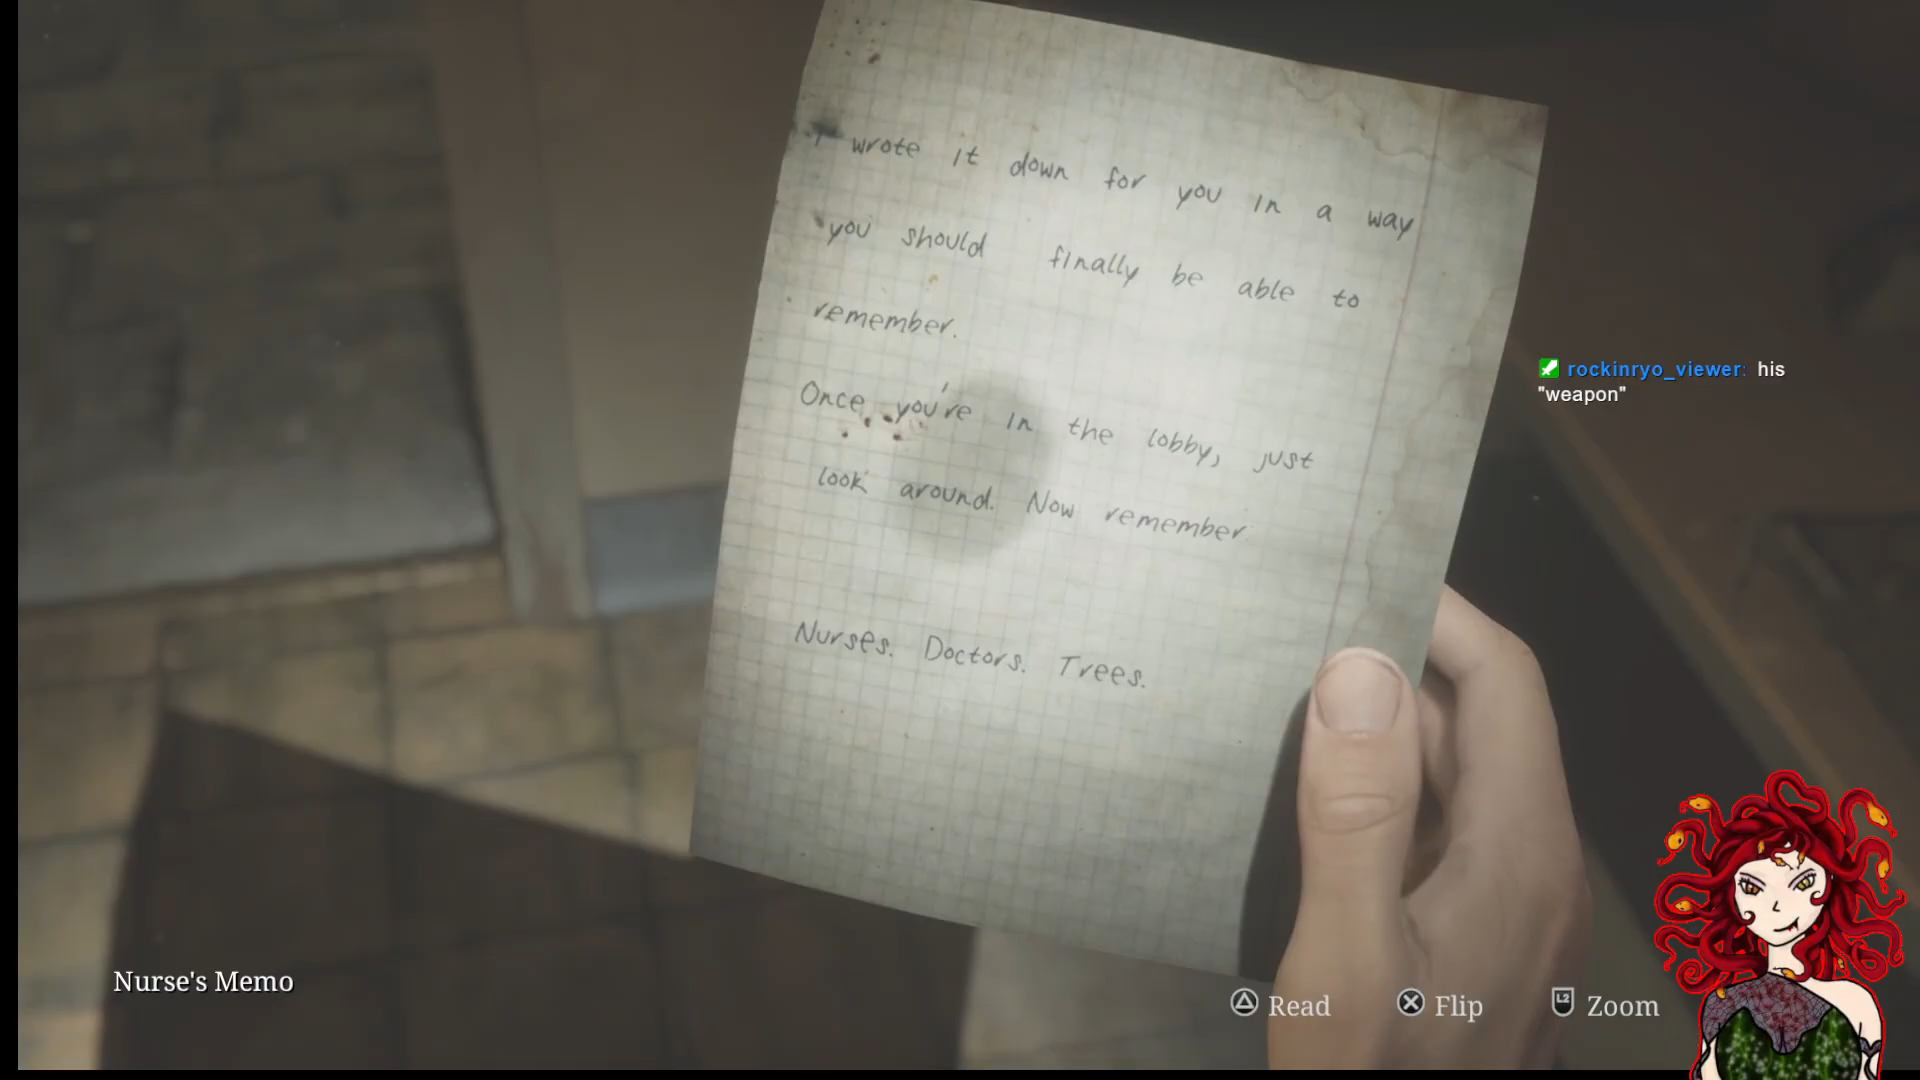 I wrote it down for you in a way
you should finally be able to
remember.
Once you're in the lobby, just
look around. Now remember
Nurses. Doctors. Trees.
rockinryo_viewer: his
"weapon"
Nurse's Memo
Read
Flip
L2
Zoom